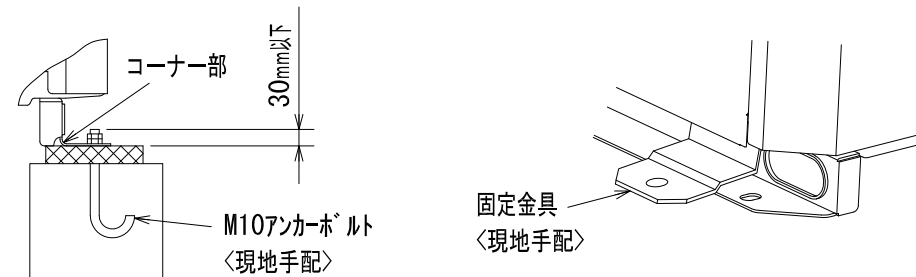 コーナー部
30mm以下
M10アンカーボルト
〈現地手配〉
固定金具
〈現地手配〉